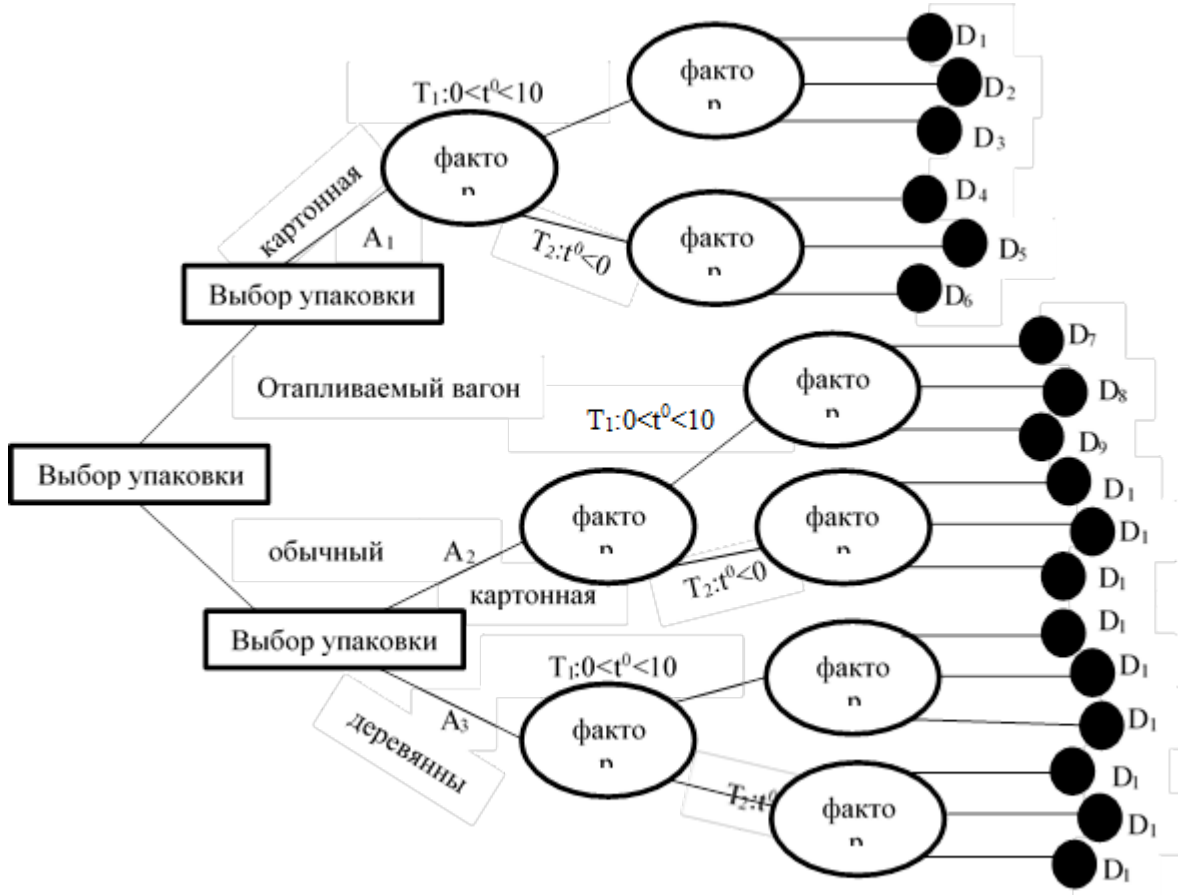 D₁
факто
р
D₂
T₁:0<t⁰<10
D₃
факто
р
картонная
D₄
A₁
факто
р
T₂:t⁰<0
D₅
Выбор упаковки
D₆
D₇
Отапливаемый вагон
факто
р
D₈
T₁:0<t⁰<10
D₉
Выбор упаковки
D₁
факто
р
факто
р
D₁
обычный
A₂
T₂:t⁰<0
D₁
картонная
D₁
Выбор упаковки
T₁:0<t⁰<10
факто
р
D₁
A₃
D₁
деревянны
факто
р
D₁
T₂:t⁰
факто
р
D₁
D₁